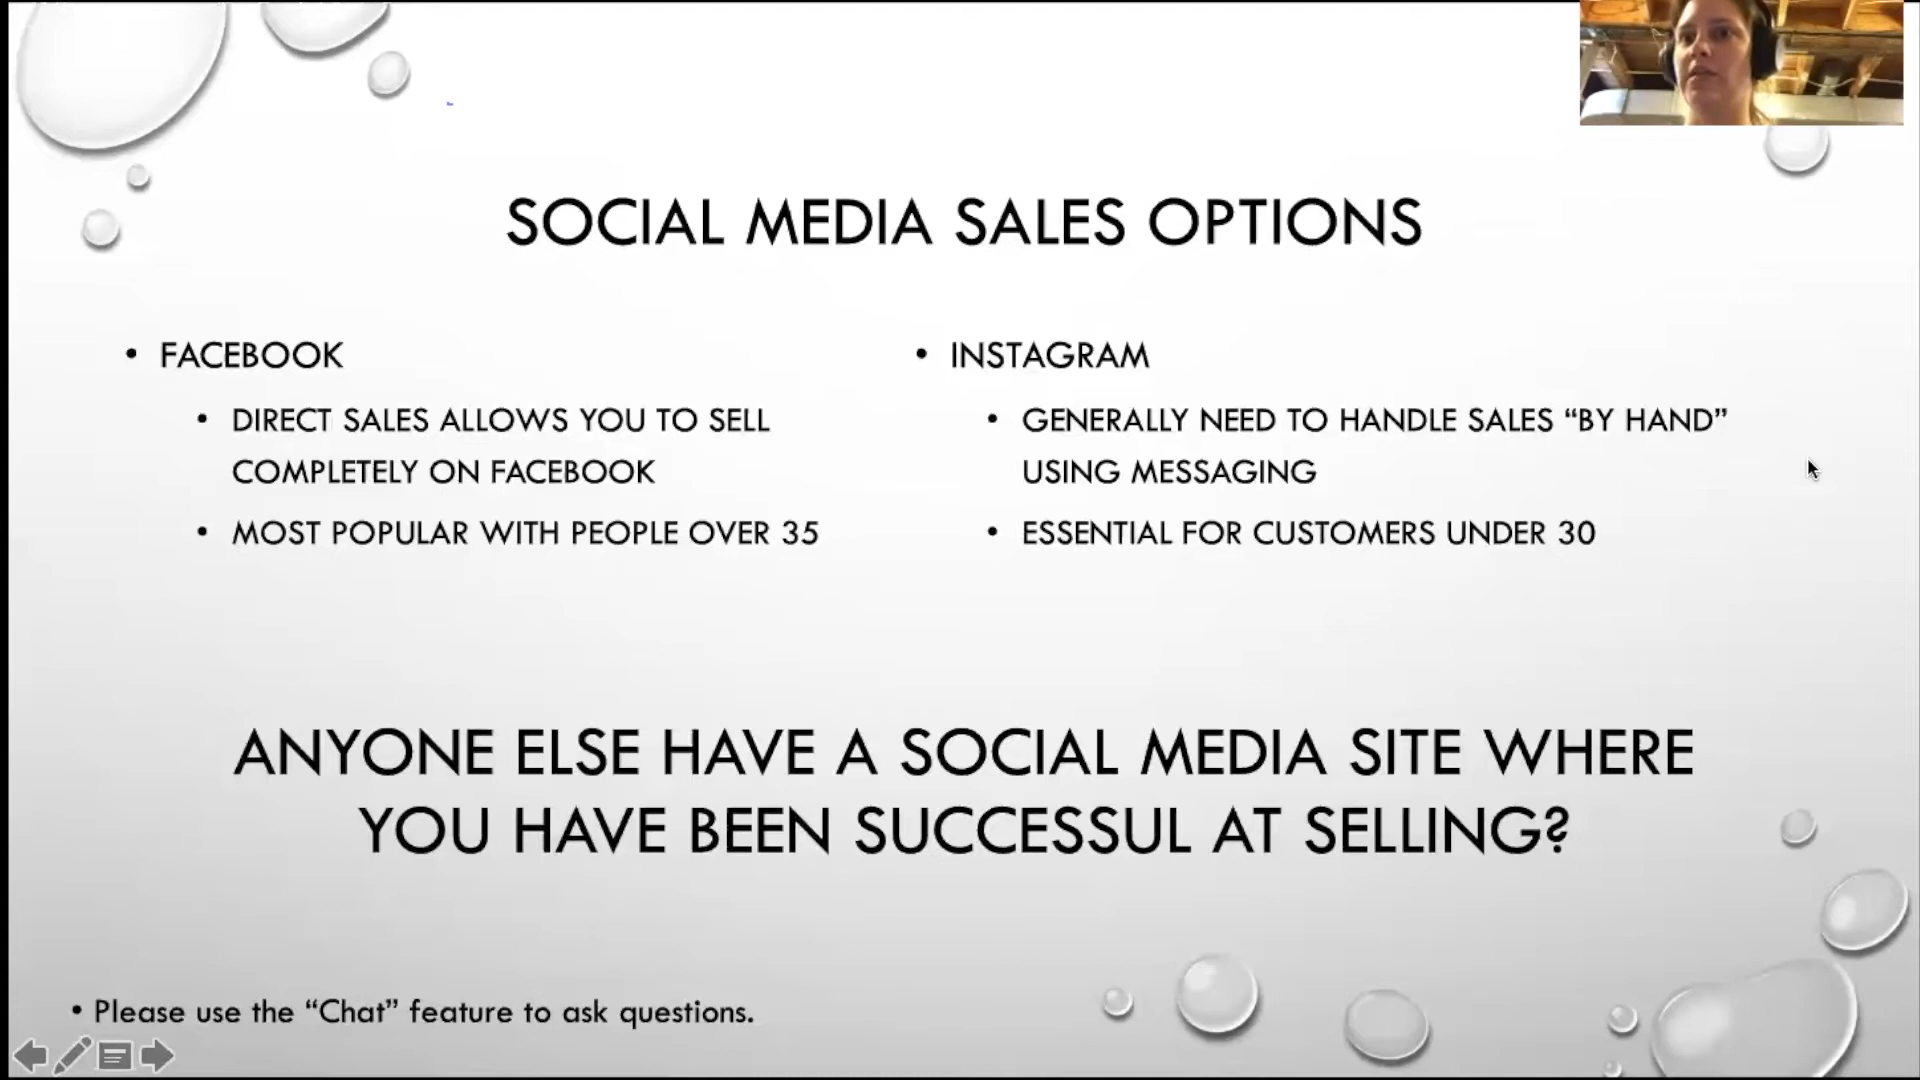 SOCIAL MEDIA SALES OPTIONS
• FACEBOOK
• DIRECT SALES ALLOWS YOU TO SELL
COMPLETELY ON FACEBOOK
• MOST POPULAR WITH PEOPLE OVER 35
• INSTAGRAM
• GENERALLY NEED TO HANDLE SALES “BY HAND”
USING MESSAGING
• ESSENTIAL FOR CUSTOMERS UNDER 30
ANYONE ELSE HAVE A SOCIAL MEDIA SITE WHERE
YOU HAVE BEEN SUCCESSUL AT SELLING?
• Please use the “Chat” feature to ask questions.